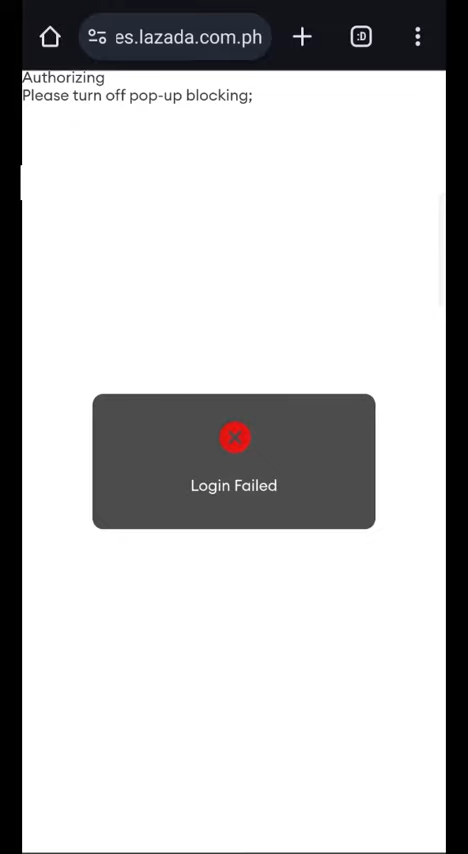 es.lazada.com.ph
:D
Authorizing
Please turn off pop-up blocking;
Login Failed